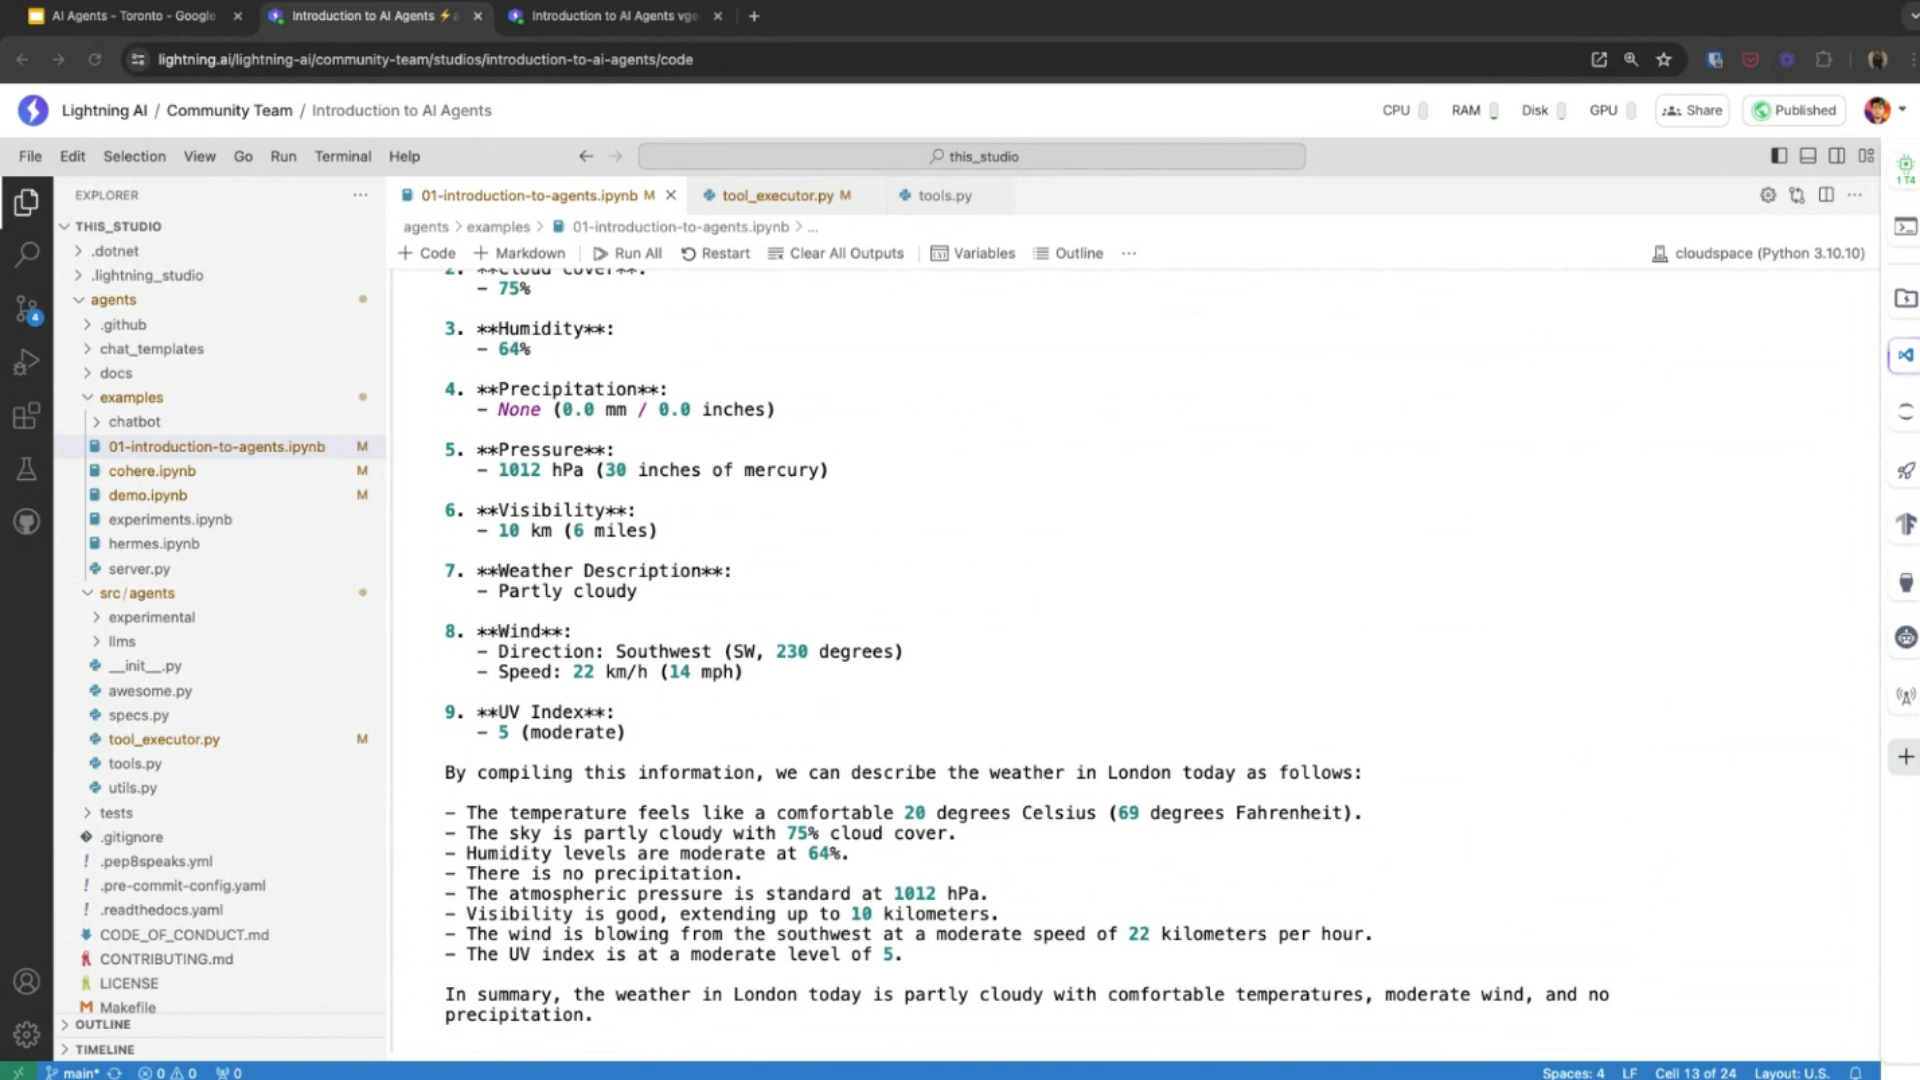 AI Agents - Toronto - Google
Introduction to AI Agents ⚡ a
Introduction to AI Agents vge
lightning.ai/lightning-ai/community-team/studios/introduction-to-ai-agents/code
Lightning AI / Community Team / Introduction to AI Agents
CPU RAM Disk GPU Share Published
File Edit Selection View Go Run Terminal Help
this_studio
1 T4
EXPLORER
THIS_STUDIO
.dotnet
.lightning_studio
agents
.github
chat_templates
docs
examples
chatbot
01-introduction-to-agents.ipynb M
cohere.ipynb M
demo.ipynb M
experiments.ipynb
hermes.ipynb
server.py
src/agents
experimental
llms
__init__.py
awesome.py
specs.py
tool_executor.py M
tools.py
utils.py
tests
.gitignore
.pep8speaks.yml
.pre-commit-config.yaml
.readthedocs.yaml
CODE_OF_CONDUCT.md
CONTRIBUTING.md
LICENSE
Makefile
OUTLINE
TIMELINE
01-introduction-to-agents.ipynb M
tool_executor.py M
tools.py
agents > examples > 01-introduction-to-agents.ipynb > ...
+ Code + Markdown Run All Restart Clear All Outputs Variables Outline ...
cloudspace (Python 3.10.10)
2. **Cloud Cover**:
- 75%
3. **Humidity**:
- 64%
4. **Precipitation**:
- None (0.0 mm / 0.0 inches)
5. **Pressure**:
- 1012 hPa (30 inches of mercury)
6. **Visibility**:
- 10 km (6 miles)
7. **Weather Description**:
- Partly cloudy
8. **Wind**:
- Direction: Southwest (SW, 230 degrees)
- Speed: 22 km/h (14 mph)
9. **UV Index**:
- 5 (moderate)
By compiling this information, we can describe the weather in London today as follows:
- The temperature feels like a comfortable 20 degrees Celsius (69 degrees Fahrenheit).
- The sky is partly cloudy with 75% cloud cover.
- Humidity levels are moderate at 64%.
- There is no precipitation.
- The atmospheric pressure is standard at 1012 hPa.
- Visibility is good, extending up to 10 kilometers.
- The wind is blowing from the southwest at a moderate speed of 22 kilometers per hour.
- The UV index is at a moderate level of 5.
In summary, the weather in London today is partly cloudy with comfortable temperatures, moderate wind, and no
precipitation.
main* 0 0 0
Spaces: 4 LF Cell 13 of 24 Layout: U.S.
4